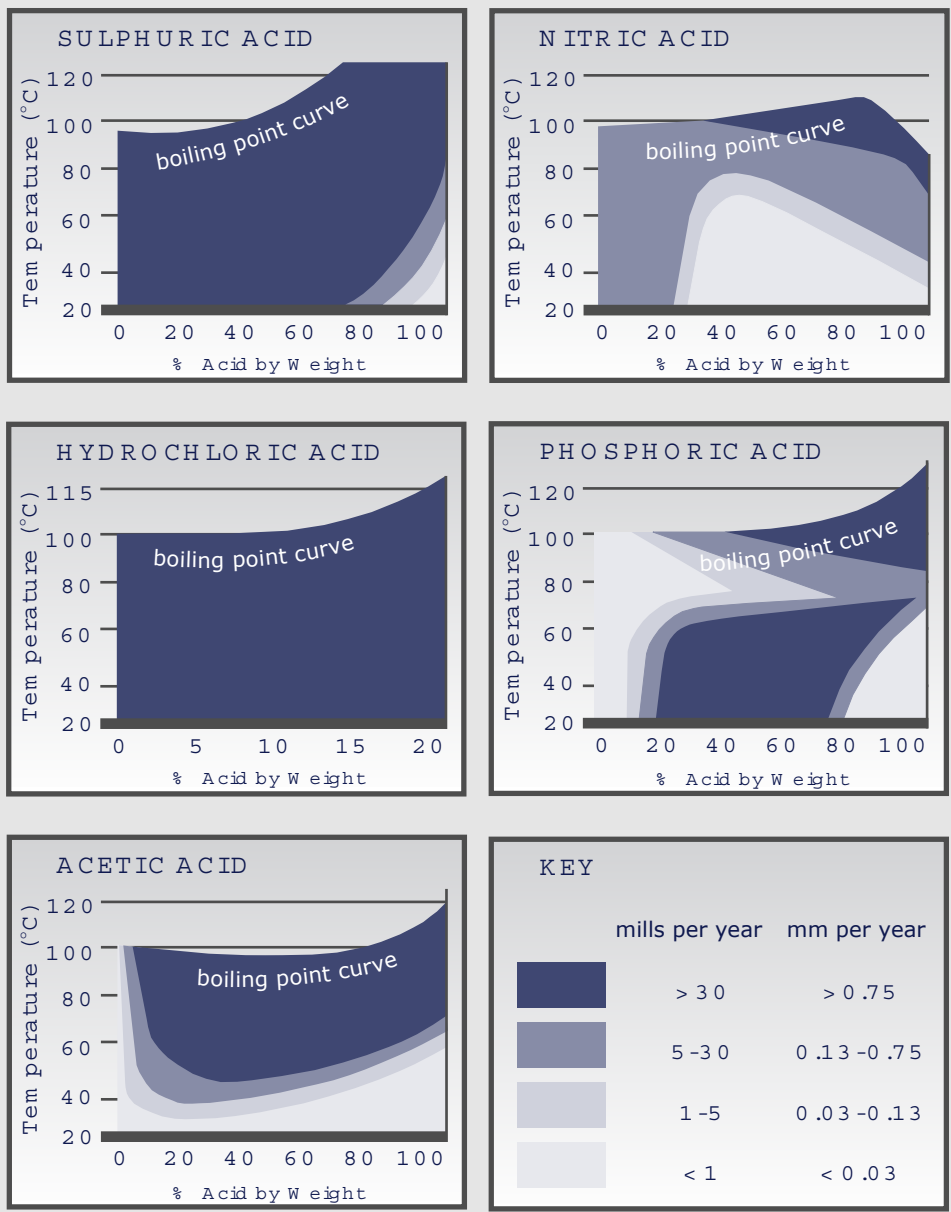 SULPHURIC ACID
Temperature (°C)
120
100
80
60
40
20
boiling point curve
0 20 40 60 80 100
% Acid by Weight
NITRIC ACID
Temperature (°C)
120
100
80
60
40
20
boiling point curve
0 20 40 60 80 100
% Acid by Weight
HYDROCHLORIC ACID
Temperature (°C)
115
100
80
60
40
20
boiling point curve
0 5 10 15 20
% Acid by Weight
PHOSPHORIC ACID
Temperature (°C)
120
100
80
60
40
20
boiling point curve
0 20 40 60 80 100
% Acid by Weight
ACETIC ACID
Temperature (°C)
120
100
80
60
40
20
boiling point curve
0 20 40 60 80 100
% Acid by Weight
KEY
mills per year mm per year
>30 >0.75
5-30 0.13-0.75
1-5 0.03-0.13
<1 <0.03